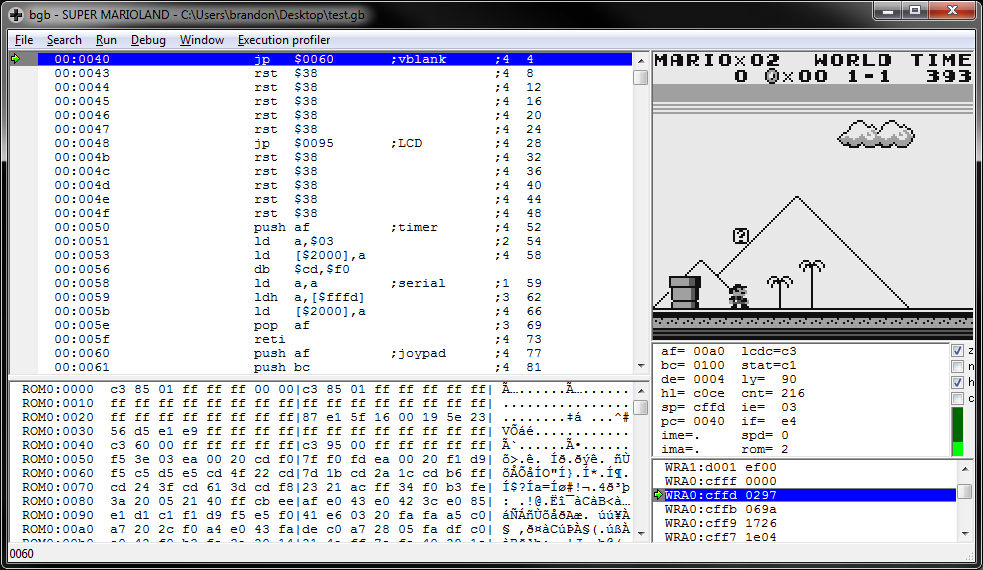 bgb - SUPER MARIOLAND - C:\Users\brandon\Desktop\test.gb
File Search Run Debug Window Execution profiler
00:0040 jp $0060 ;vblank ;4 4
00:0043 rst $38 ;4 8
00:0044 rst $38 ;4 12
00:0045 rst $38 ;4 16
00:0046 rst $38 ;4 20
00:0047 rst $38 ;4 24
00:0048 jp $0095 ;LCD ;4 28
00:004b rst $38 ;4 32
00:004c rst $38 ;4 36
00:004d rst $38 ;4 40
00:004e rst $38 ;4 44
00:004f rst $38 ;4 48
00:0050 push af ;timer ;4 52
00:0051 ld a,$03 ;2 54
00:0053 ld [$2000],a ;4 58
00:0056 db $cd,$f0
00:0058 ld a,a ;serial ;1 59
00:0059 ldh a,[$fffd] ;3 62
00:005b ld [$2000],a ;4 66
00:005e pop af ;3 69
00:005f reti ;4 73
00:0060 push af ;joypad ;4 77
00:0061 push bc ;4 81
MARIO×02 WORLD TIME
0 ×00 1-1 393
?
ROM0:0000 c3 85 01 ff ff ff 00 00|c3 85 01 ff ff ff ff ff| Ã…......Ã…......
ROM0:0010 ff ff ff ff ff ff ff ff|ff ff ff ff ff ff ff ff| ................
ROM0:0020 ff ff ff ff ff ff ff ff|87 e1 5f 16 00 19 5e 23|
ROM0:0030 56 d5 e1 e9 ff ff ff ff|ff ff ff ff ff ff ff ff| VÕáé............
ROM0:0040 c3 60 00 ff ff ff ff ff|c3 95 00 ff ff ff ff ff| Ã`......Ã•......
ROM0:0050 f5 3e 03 ea 00 20 cd f0|7f f0 fd ea 00 20 f1 d9|
ROM0:0060 f5 c5 d5 e5 cd 4f 22 cd|7d 1b cd 2a 1c cd b6 ff|
ROM0:0070 cd 24 3f cd 61 3d cd f8|23 21 ac ff 34 f0 b3 fe|
ROM0:0080 3a 20 05 21 40 ff cb ee|af e0 43 e0 42 3c e0 85|
ROM0:0090 e1 d1 c1 f1 d9 f5 e5 f0|41 e6 03 20 fa fa a5 c0|
ROM0:00a0 a7 20 2c f0 a4 e0 43 fa|de c0 a7 28 05 fa df c0|
af= 00a0 lcdc=c3
bc= 0100 stat=c1
de= 0004 ly= 90
hl= c0ce cnt= 216
sp= cffd ie= 03
pc= 0040 if= e4
ime=. spd= 0
ima=. rom= 2
z
n
h
c
WRA1:d001 ef00
WRA0:cfff 0000
WRA0:cffd 0297
WRA0:cffb 069a
WRA0:cff9 1726
WRA0:cff7 1e04
0060